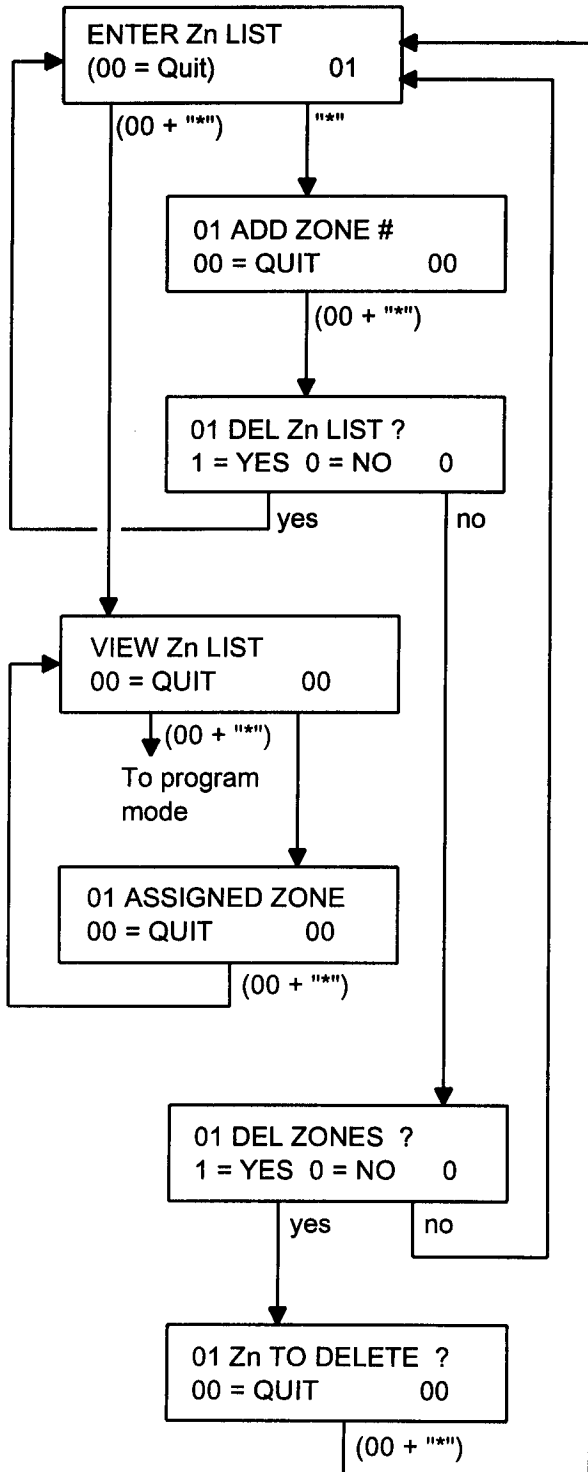 ENTER Zn LIST
(00 = Quit) 01
(00 + "*") "*"
01 ADD ZONE #
00 = QUIT 00
(00 + "*")
01 DEL Zn LIST ?
1 = YES 0 = NO 0
yes no
VIEW Zn LIST
00 = QUIT 00
(00 + "*")
To program
mode
01 ASSIGNED ZONE
00 = QUIT 00
(00 + "*")
01 DEL ZONES ?
1 = YES 0 = NO 0
yes no
01 Zn TO DELETE ?
00 = QUIT 00
(00 + "*")